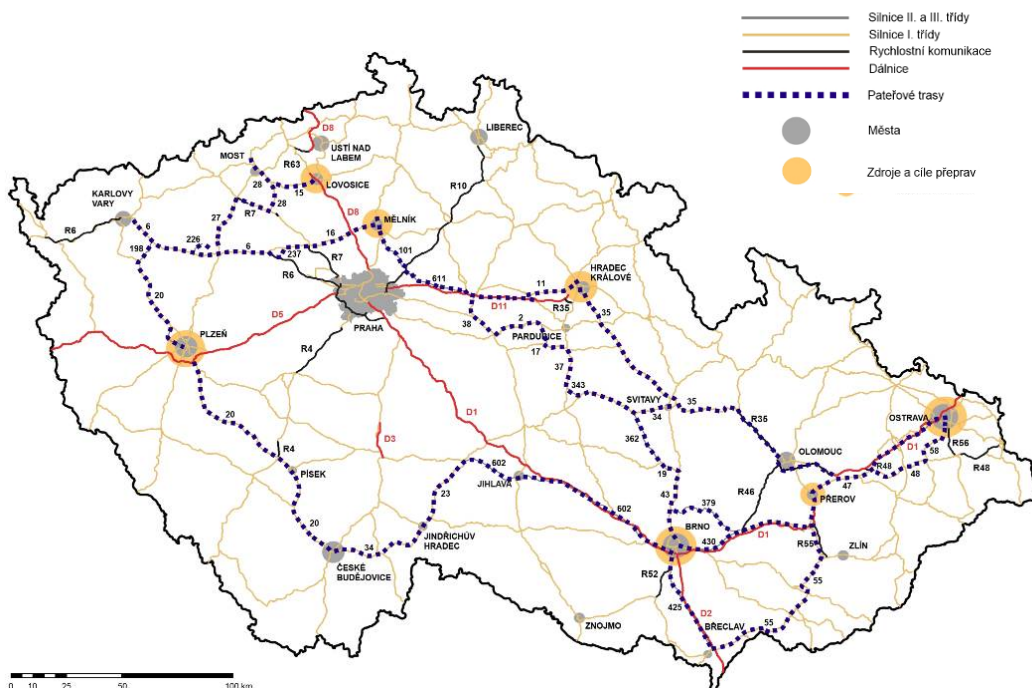 Silnice II. a III. třídy
Silnice I. třídy
Rychlostní komunikace
Dálnice
Pateřové trasy
Města
Zdroje a cíle přeprav
D8
ÚSTÍ NAD
LABEM
LIBEREC
MOST
R63
28
15
LOVOSICE
R10
KARLOVY
VARY
27
R7
28
D8
MĚLNÍK
R6
6
226
16
198
6
237
R7
101
R6
611
11
HRADEC
KRÁLOVÉ
20
D11
R35
35
D5
PRAHA
38
2
PARDUBICE
PLZEŇ
R4
17
37
343
SVITAVY
34
35
20
D1
D3
362
R35
OSTRAVA
D1
R56
58
R4
602
OLOMOUC
R48
48
R48
PÍSEK
23
JIHLAVA
19
47
43
379
R46
PŘEROV
20
602
BRNO
430
D1
34
JINDŘICHŮV
HRADEC
R55
ZLÍN
ČESKÉ
BUDĚJOVICE
R52
55
425
D2
ZNOJMO
BŘECLAV
55
0 10 25 50 100 km